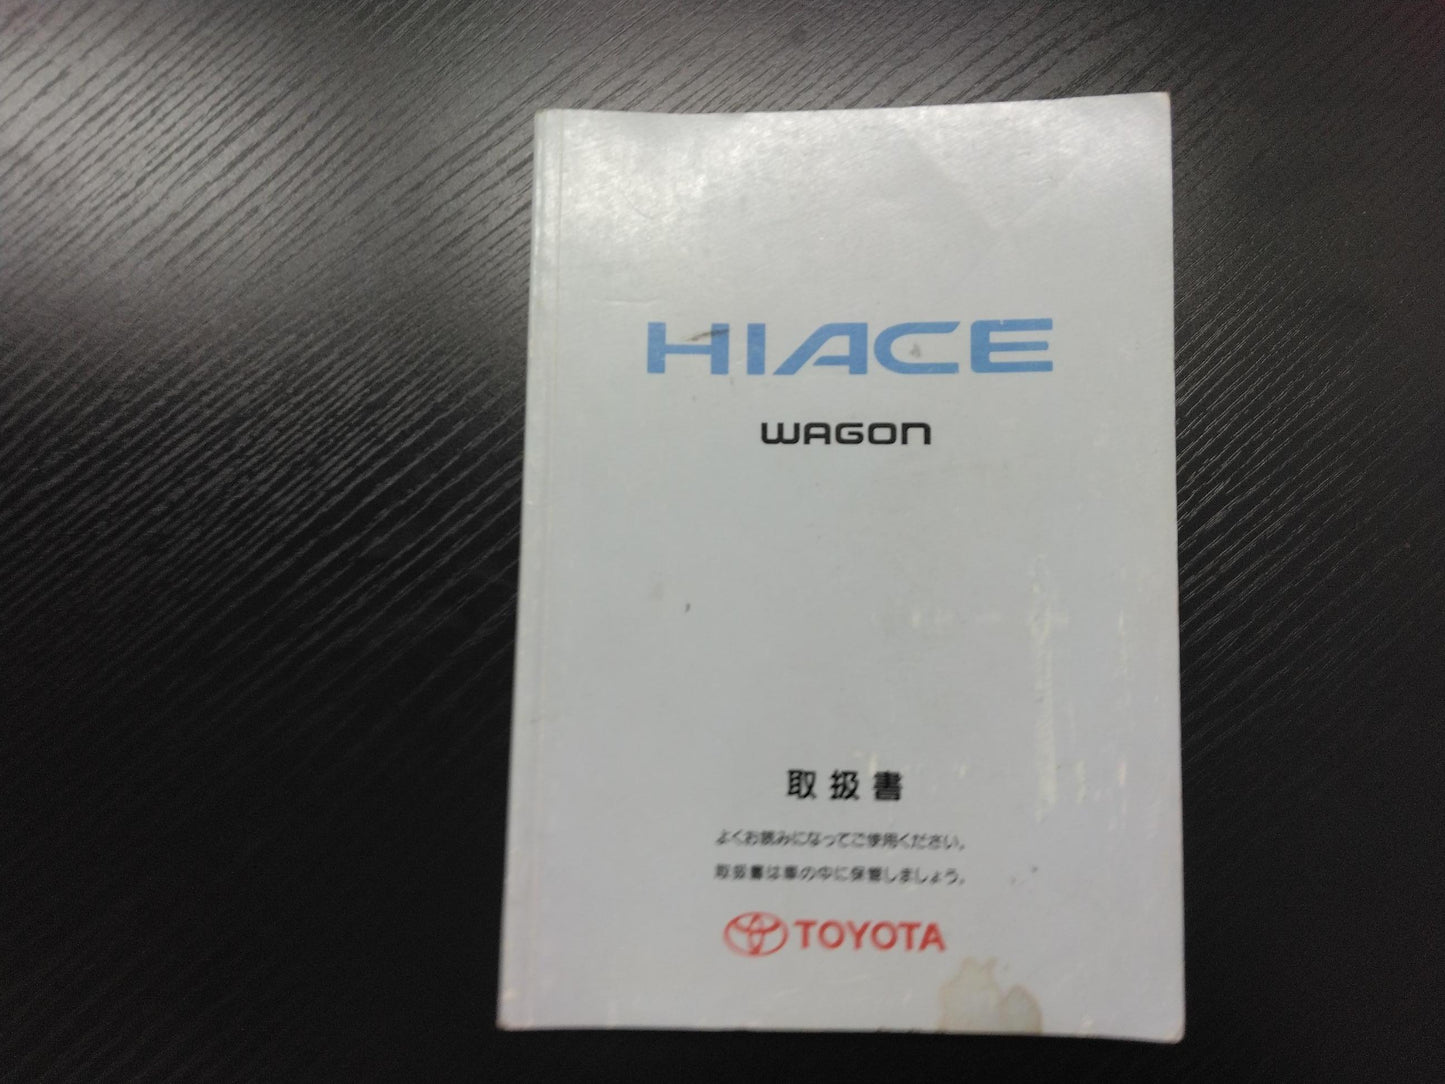 HIACE
WAGON
取扱書
よくお読みになってご使用ください。
取扱書は車の中に保管しましょう。
TOYOTA